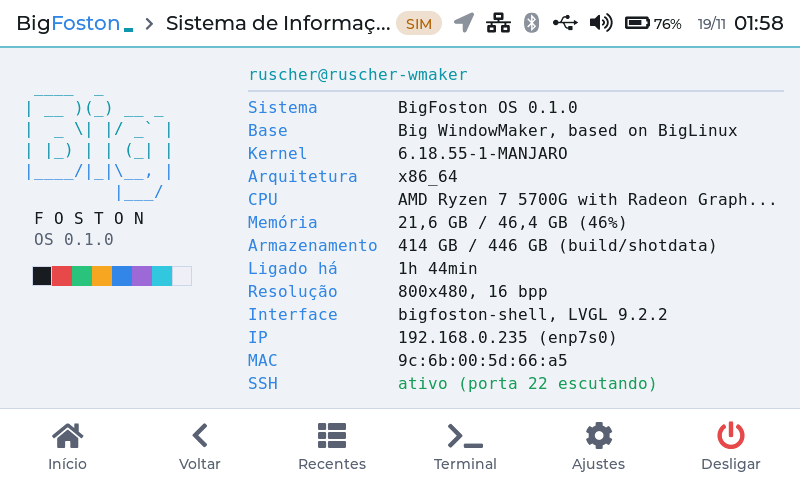 BigFoston_ > Sistema de Informaç... SIM 76% 19/11 01:58
ruscher@ruscher-wmaker
Sistema BigFoston OS 0.1.0
Base Big WindowMaker, based on BigLinux
Kernel 6.18.55-1-MANJARO
Arquitetura x86_64
CPU AMD Ryzen 7 5700G with Radeon Graph...
Memória 21,6 GB / 46,4 GB (46%)
Armazenamento 414 GB / 446 GB (build/shotdata)
Ligado há 1h 44min
Resolução 800x480, 16 bpp
Interface bigfoston-shell, LVGL 9.2.2
IP 192.168.0.235 (enp7s0)
MAC 9c:6b:00:5d:66:a5
SSH ativo (porta 22 escutando)
Big
F O S T O N
OS 0.1.0
Início Voltar Recentes Terminal Ajustes Desligar